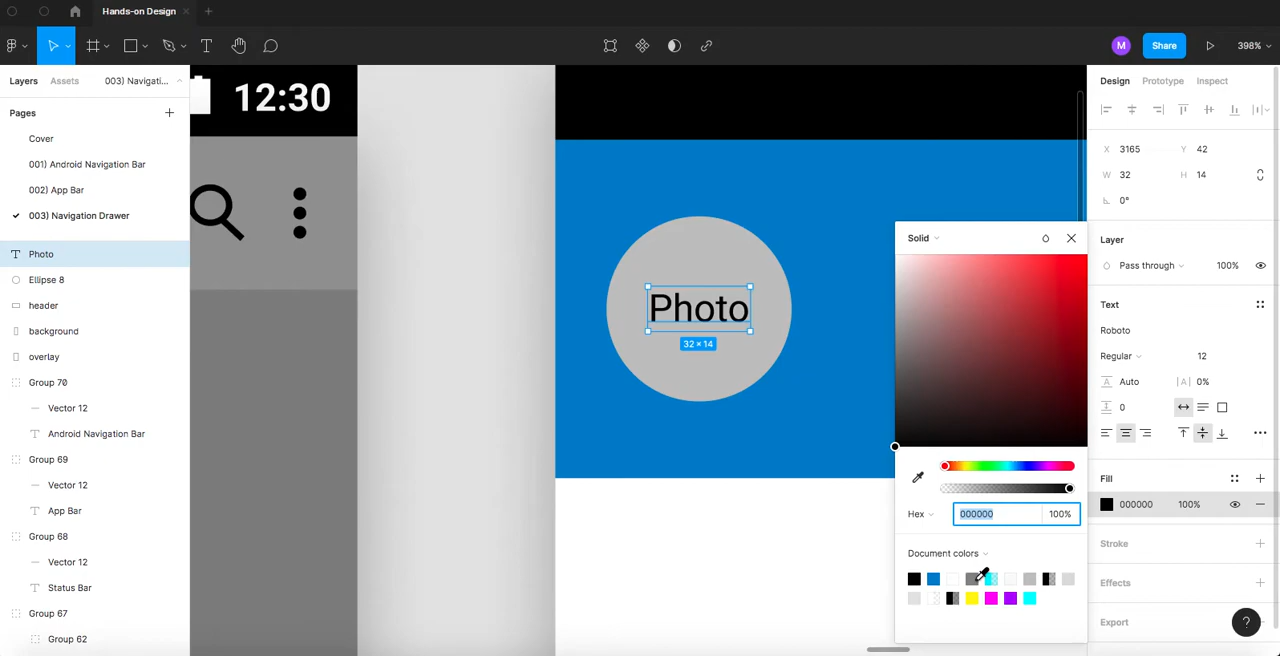 Hands-on Design
M
Share
398%
Layers
Assets
003) Navigati...
Pages
Cover
001) Android Navigation Bar
002) App Bar
003) Navigation Drawer
Photo
Ellipse 8
header
background
overlay
Group 70
Vector 12
Android Navigation Bar
Group 69
Vector 12
App Bar
Group 68
Vector 12
Status Bar
Group 67
Group 62
12:30
Photo
32 × 14
Solid
Hex
000000
100%
Document colors
Design
Prototype
Inspect
X 3165
Y 42
W 32
H 14
0°
Layer
Pass through
100%
Text
Roboto
Regular
12
A Auto
|A| 0%
0
Fill
000000
100%
Stroke
Effects
Export
?